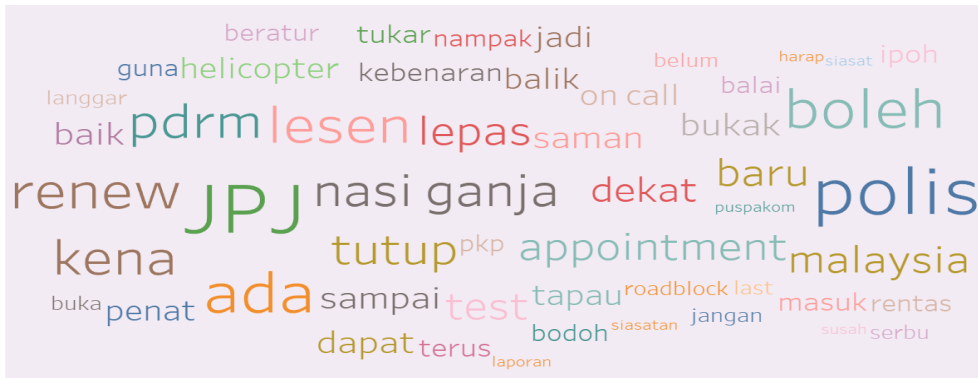 beratur tukar nampak jadi
guna helicopter kebenaran balik belum harap siasat ipoh
langgar on call balai
baik pdrm lesen lepas saman bukak boleh
renew JPJ nasi ganja dekat baru polis
puspakom
kena tutup pkp appointment malaysia
buka penat ada sampai test tapau roadblock last masuk rentas
bodoh siasatan jangan susah serbu
dapat terus laporan